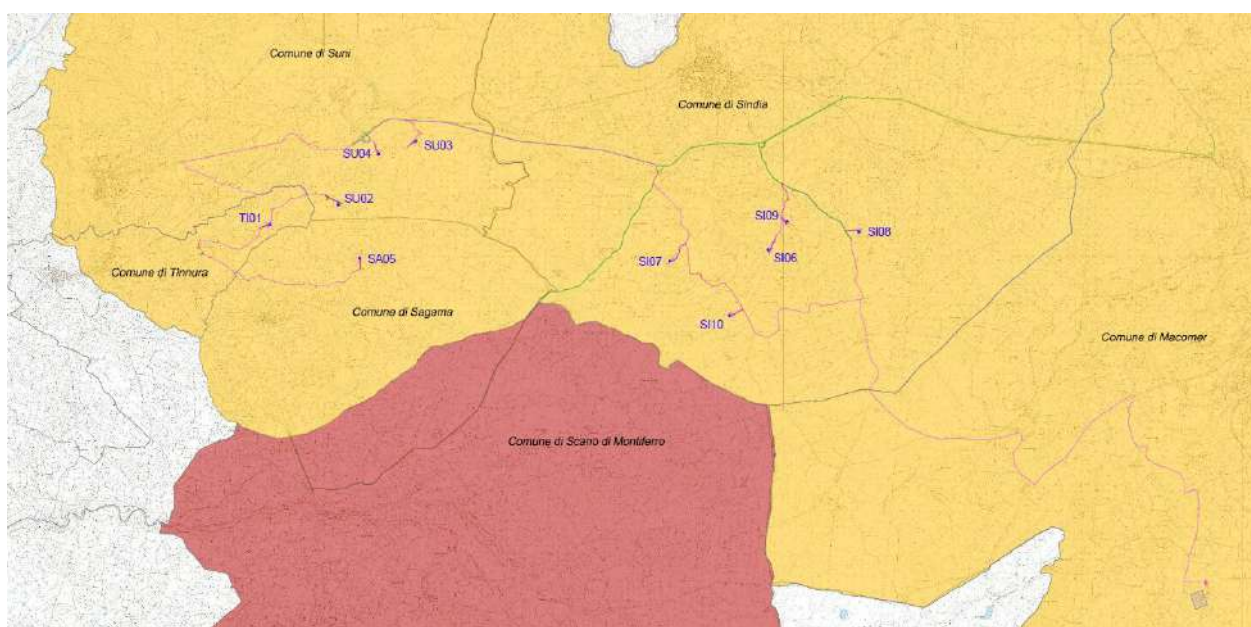 Comune di Suni
Comune di Sindia
SU04
SU03
SU02
TI01
SI09
SI08
SA05
SI07
SI06
Comune di Tinnura
Comune di Sagama
SI10
Comune di Macomer
Comune di Scano di Montiferro